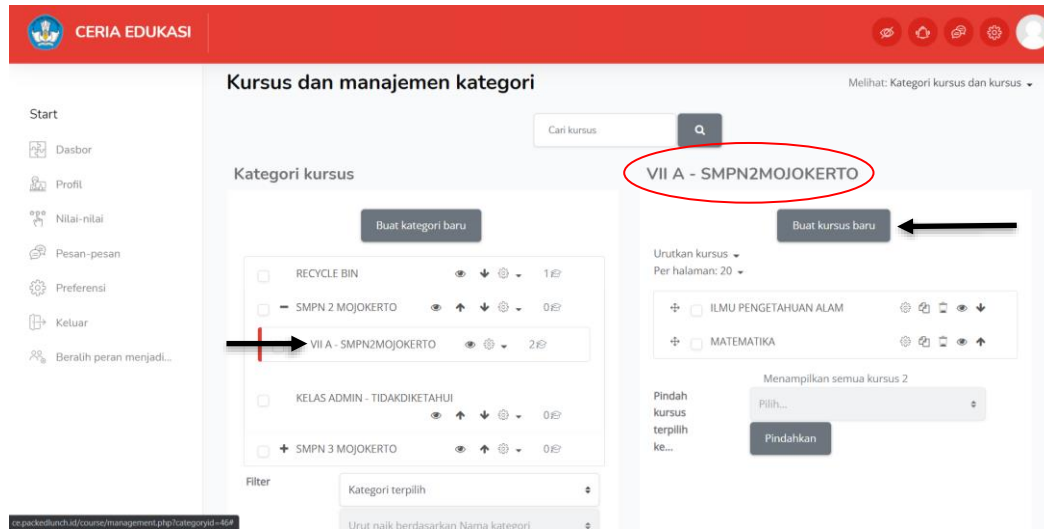 CERIA EDUKASI
Kursus dan manajemen kategori
Melihat: Kategori kursus dan kursus
Start
Dasbor
Profil
Nilai-nilai
Pesan-pesan
Preferensi
Keluar
Beralih peran menjadi...
Cari kursus
Kategori kursus
Buat kategori baru
RECYCLE BIN 1
SMPN 2 MOJOKERTO 0
VII A - SMPN2MOJOKERTO 2
KELAS ADMIN - TIDAKDIKETAHUI
0
SMPN 3 MOJOKERTO 0
Filter
Kategori terpilih
Urut naik berdasarkan Nama kategori
VII A - SMPN2MOJOKERTO
Buat kursus baru
Urutkan kursus
Per halaman: 20
ILMU PENGETAHUAN ALAM
MATEMATIKA
Menampilkan semua kursus 2
Pindah
kursus
terpilih
ke...
Pilih...
Pindahkan
ce.packedlunch.id/course/management.php?categoryid=46#